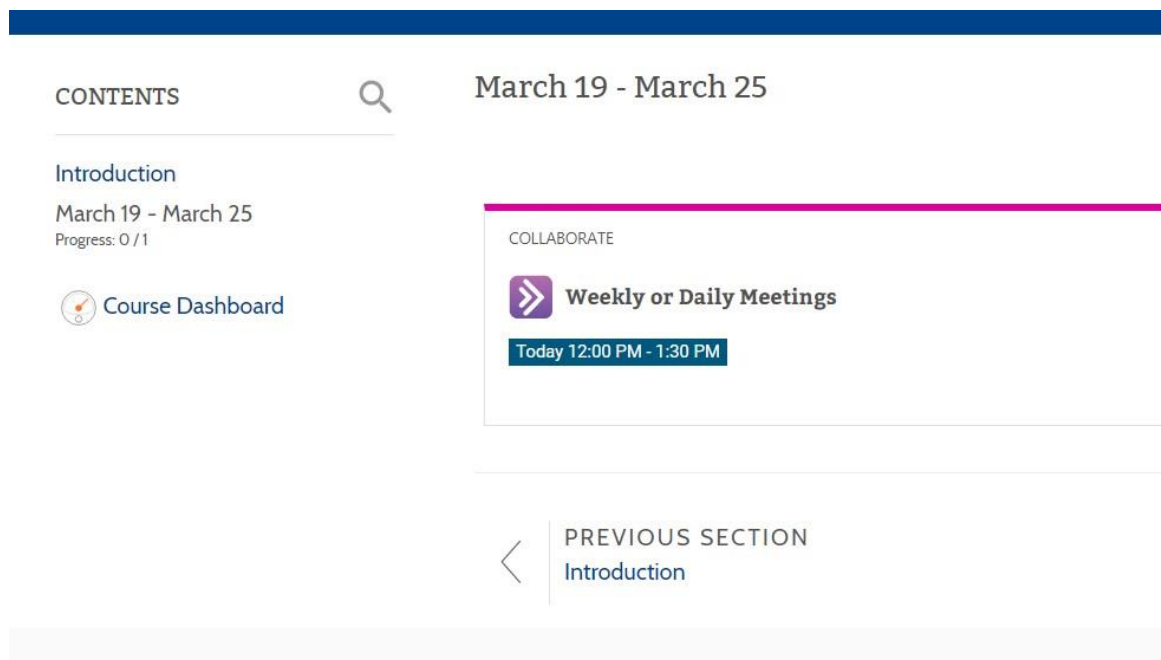 CONTENTS
Introduction
March 19 - March 25
Progress: 0 / 1
Course Dashboard
March 19 - March 25
COLLABORATE
Weekly or Daily Meetings
Today 12:00 PM - 1:30 PM
PREVIOUS SECTION
Introduction